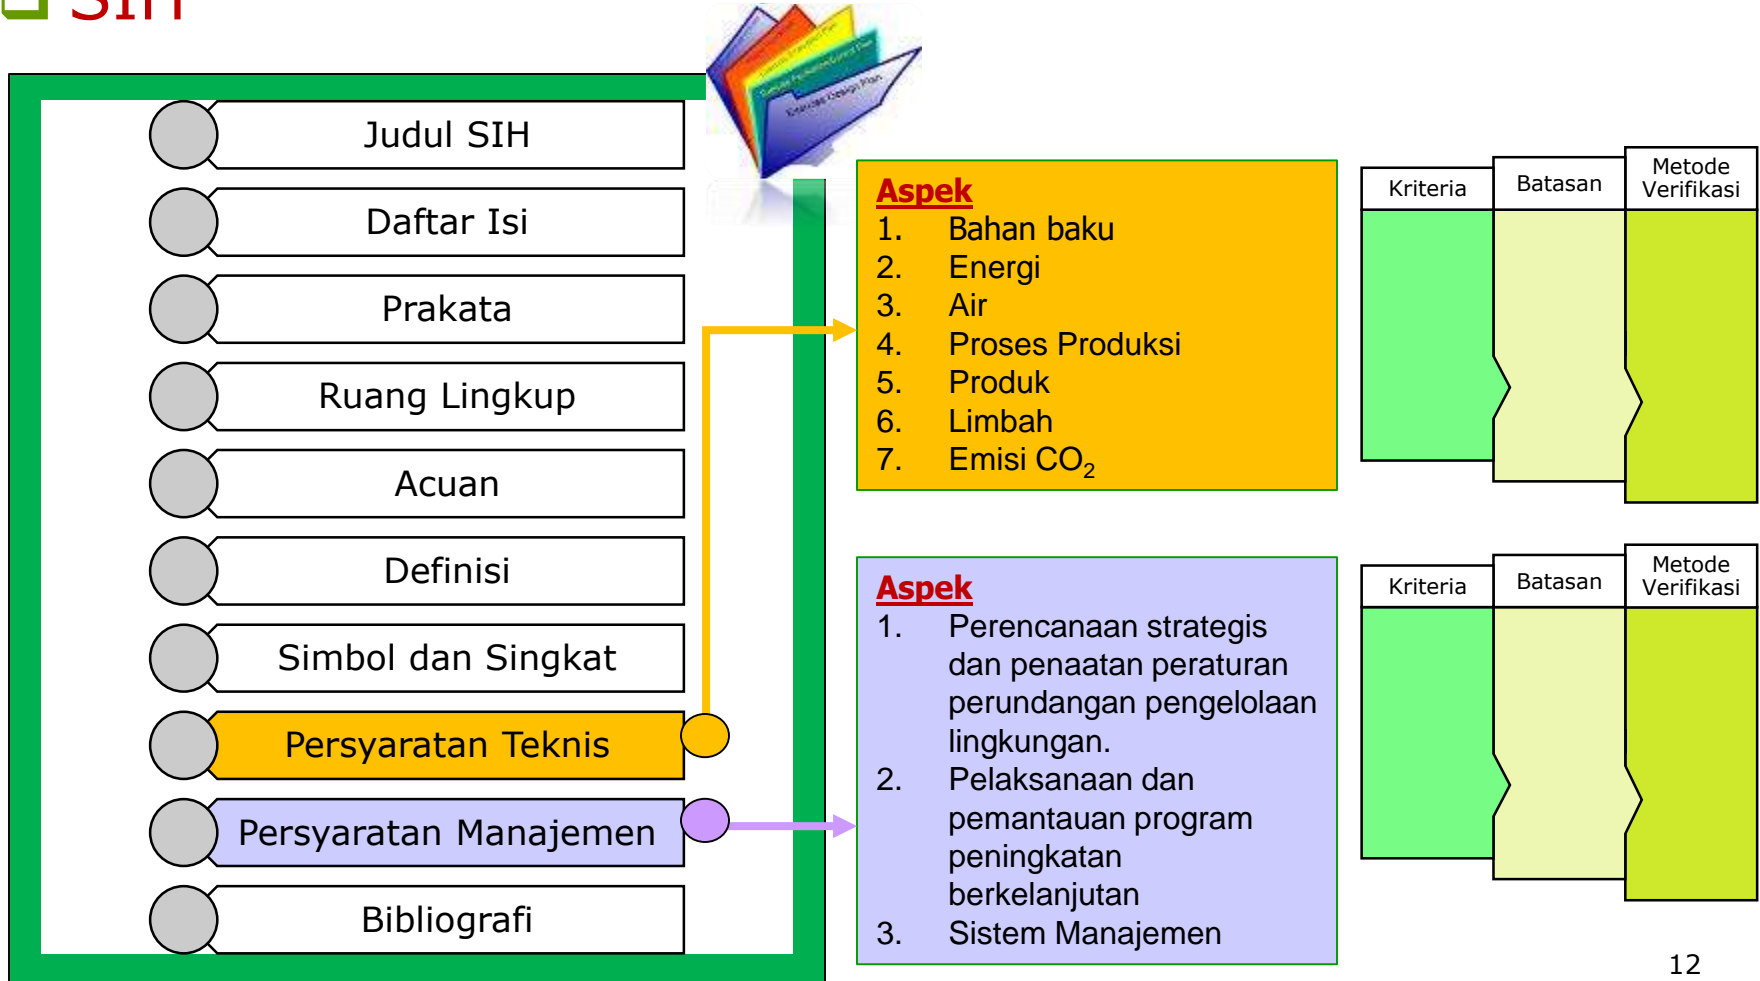 SIH
Judul SIH
Daftar Isi
Prakata
Ruang Lingkup
Acuan
Definisi
Simbol dan Singkat
Persyaratan Teknis
Persyaratan Manajemen
Bibliografi
Exercise Design Plan
Aspek
1. Bahan baku
2. Energi
3. Air
4. Proses Produksi
5. Produk
6. Limbah
7. Emisi CO₂
Kriteria
Batasan
Metode
Verifikasi
Aspek
1. Perencanaan strategis
dan penaatan peraturan
perundangan pengelolaan
lingkungan.
2. Pelaksanaan dan
pemantauan program
peningkatan
berkelanjutan
3. Sistem Manajemen
Kriteria
Batasan
Metode
Verifikasi
12